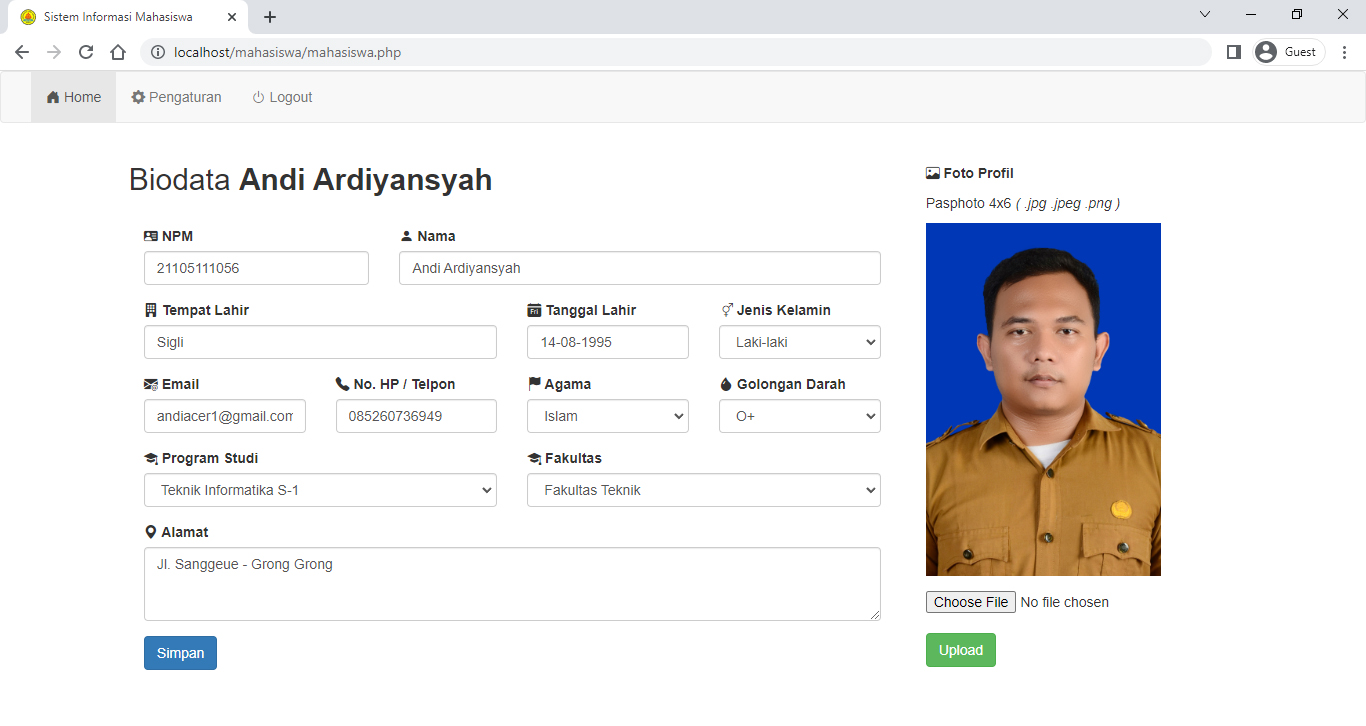 Sistem Informasi Mahasiswa
localhost/mahasiswa/mahasiswa.php
Guest
Home
Pengaturan
Logout
Biodata Andi Ardiyansyah
NPM
Nama
21105111056
Andi Ardiyansyah
Tempat Lahir
Tanggal Lahir
Jenis Kelamin
Sigli
14-08-1995
Laki-laki
Email
No. HP / Telpon
Agama
Golongan Darah
andiacer1@gmail.com
085260736949
Islam
O+
Program Studi
Fakultas
Teknik Informatika S-1
Fakultas Teknik
Alamat
Jl. Sanggeue - Grong Grong
Simpan
Foto Profil
Pasphoto 4x6 ( .jpg .jpeg .png )
Choose File No file chosen
Upload